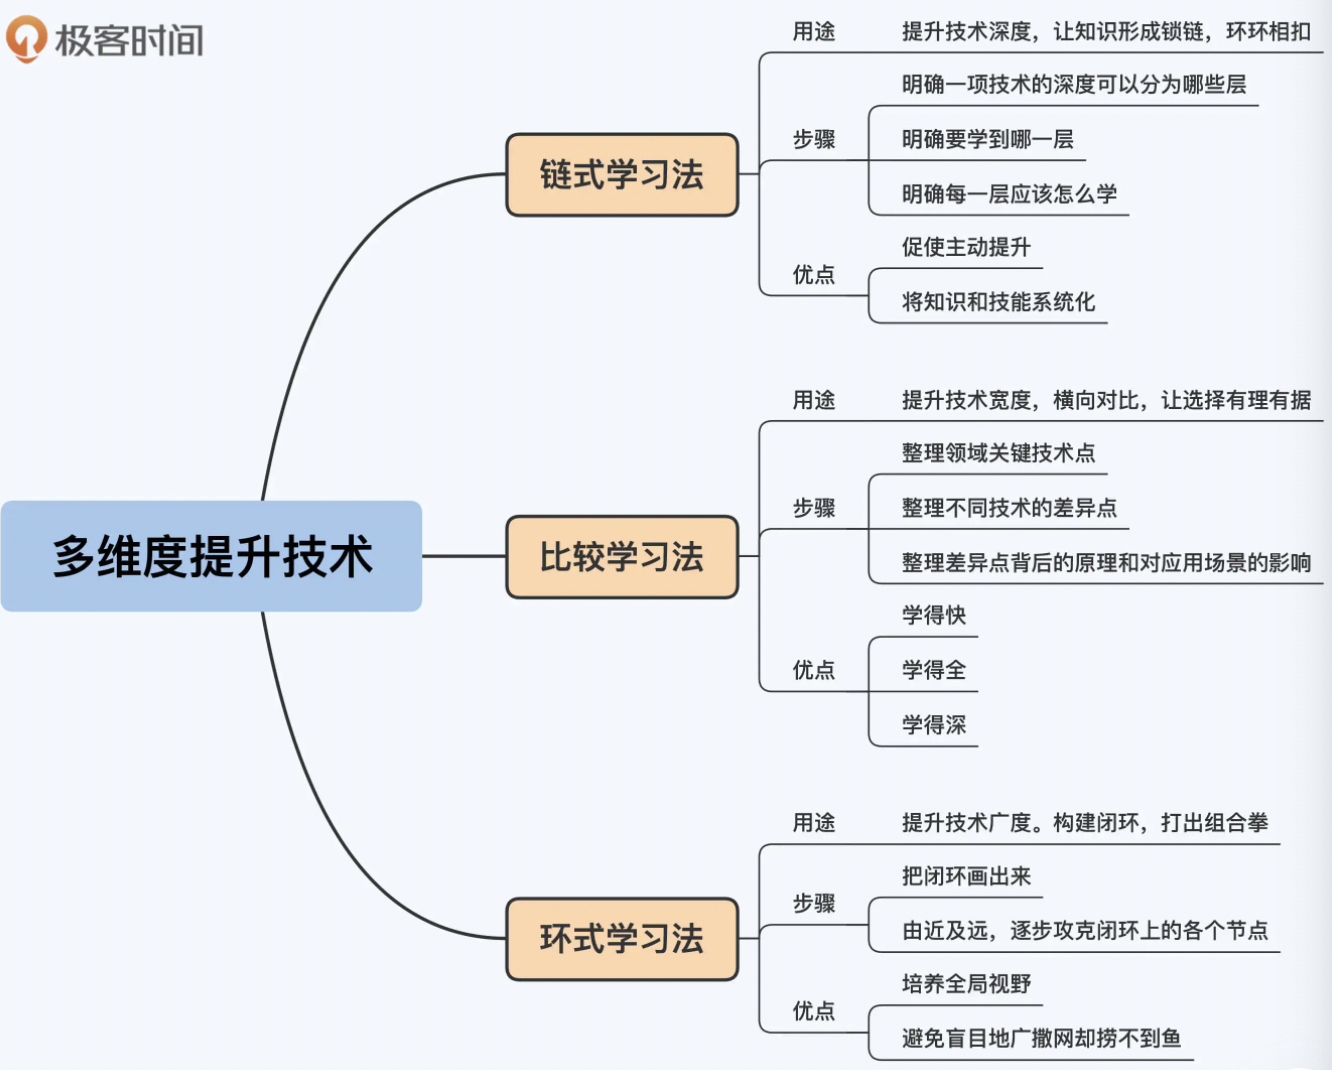 极客时间
多维度提升技术
链式学习法
用途
提升技术深度，让知识形成锁链，环环相扣
步骤
明确一项技术的深度可以分为哪些层
明确要学到哪一层
明确每一层应该怎么学
优点
促使主动提升
将知识和技能系统化
比较学习法
用途
提升技术宽度，横向对比，让选择有理有据
步骤
整理领域关键技术点
整理不同技术的差异点
整理差异点背后的原理和对应用场景的影响
优点
学得快
学得全
学得深
环式学习法
用途
提升技术广度。构建闭环，打出组合拳
步骤
把闭环画出来
由近及远，逐步攻克闭环上的各个节点
优点
培养全局视野
避免盲目地广撒网却捞不到鱼